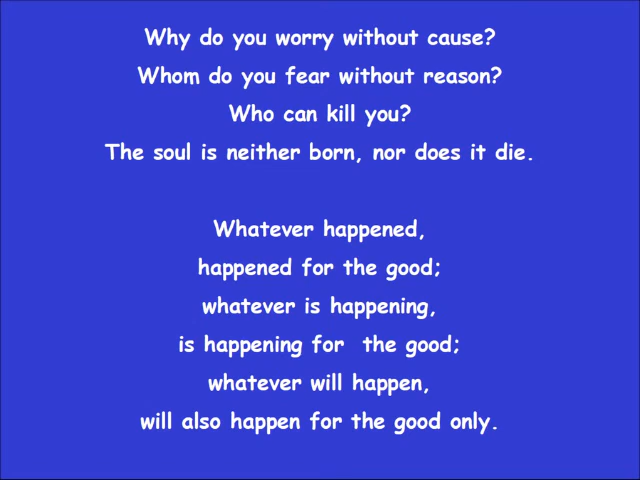 Why do you worry without cause?
Whom do you fear without reason?
Who can kill you?
The soul is neither born, nor does it die.
Whatever happened,
happened for the good;
whatever is happening,
is happening for  the good;
whatever will happen,
will also happen for the good only.